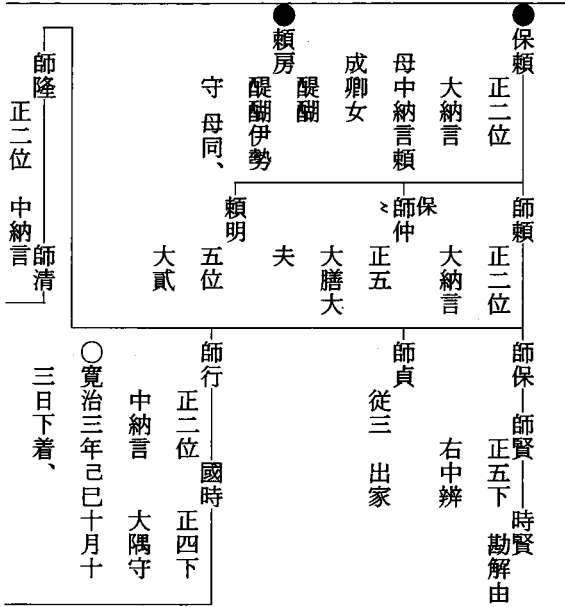 ●保頼
正二位
大納言
母中納言頼
成卿女
醍醐
●頼房
醍醐伊勢
守 母同、
師頼
正二位
大納言
保
師仲
正五
大膳大
夫
頼明
五位
大貳
師保 師賢 時賢
正五下 勘解由
右中辨
師貞
従三 出家
師行 國時
正二位 正四下
中納言 大隅守
○寛治三年己巳十月十
三日下着、
師隆 師清
正二位 中納言